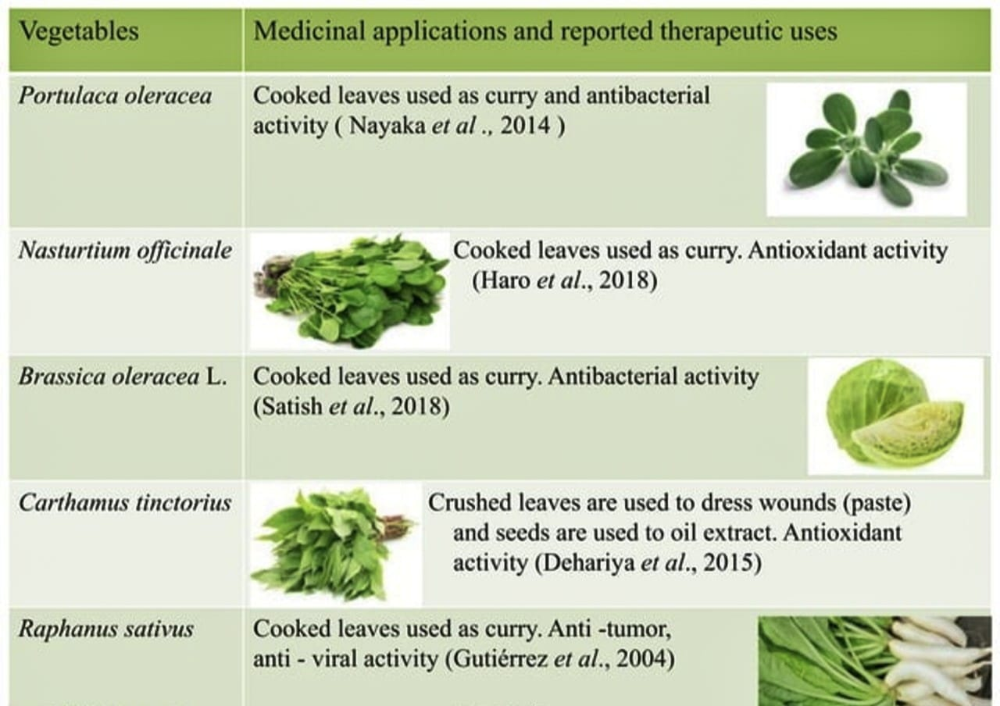 Vegetables
Medicinal applications and reported therapeutic uses
Portulaca oleracea
Cooked leaves used as curry and antibacterial
activity ( Nayaka et al ., 2014 )
Nasturtium officinale
Cooked leaves used as curry. Antioxidant activity
(Haro et al., 2018)
Brassica oleracea L.
Cooked leaves used as curry. Antibacterial activity
(Satish et al., 2018)
Carthamus tinctorius
Crushed leaves are used to dress wounds (paste)
and seeds are used to oil extract. Antioxidant
activity (Dehariya et al., 2015)
Raphanus sativus
Cooked leaves used as curry. Anti -tumor,
anti - viral activity (Gutiérrez et al., 2004)